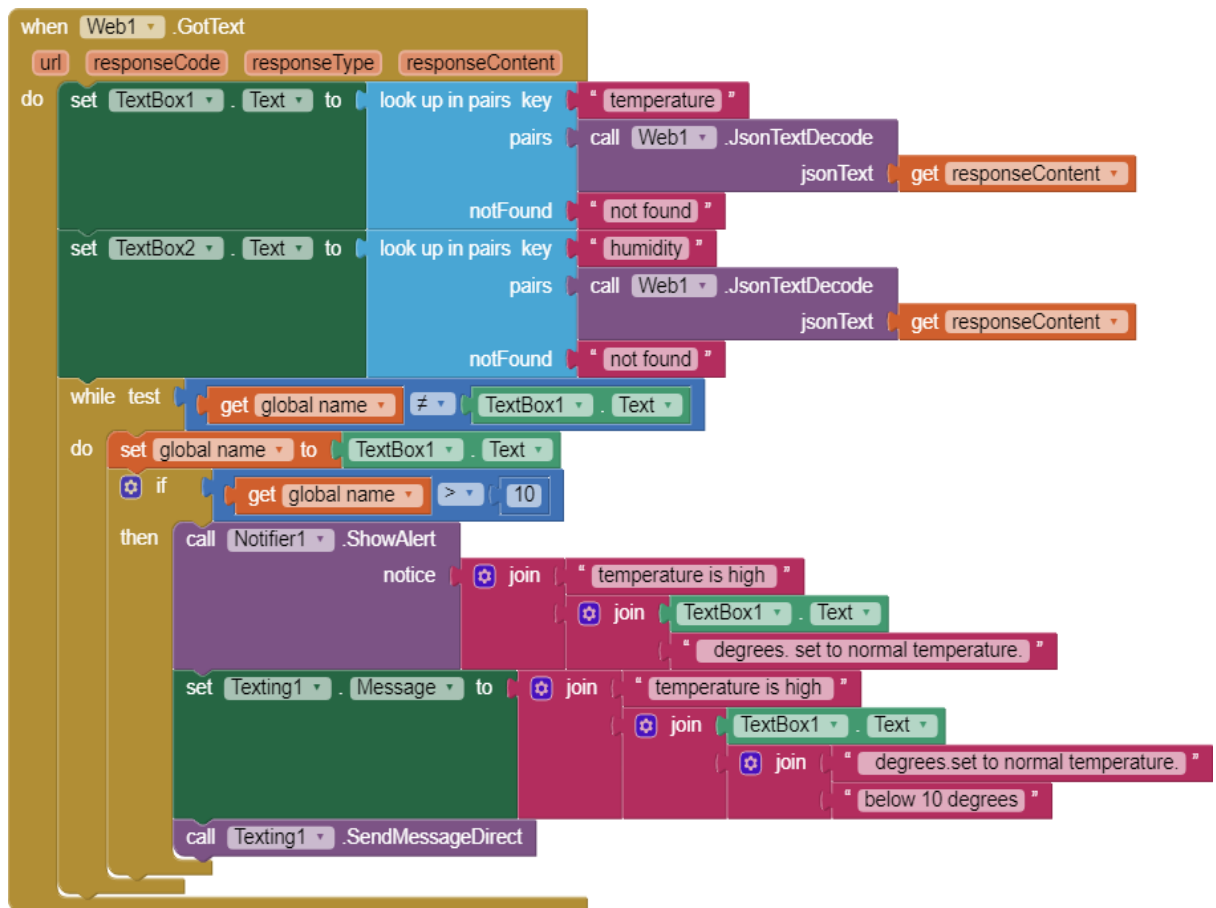 when Web1 .GotText
url responseCode responseType responseContent
do set TextBox1 . Text to look up in pairs key " temperature "
pairs call Web1 .JsonTextDecode
jsonText get responseContent
notFound " not found "
set TextBox2 . Text to look up in pairs key " humidity "
pairs call Web1 .JsonTextDecode
jsonText get responseContent
notFound " not found "
while test get global name ≠ TextBox1 . Text
do set global name to TextBox1 . Text
if get global name > 10
then call Notifier1 .ShowAlert
notice join " temperature is high "
join TextBox1 . Text
" degrees. set to normal temperature. "
set Texting1 . Message to join " temperature is high "
join TextBox1 . Text
join " degrees.set to normal temperature. "
" below 10 degrees "
call Texting1 .SendMessageDirect